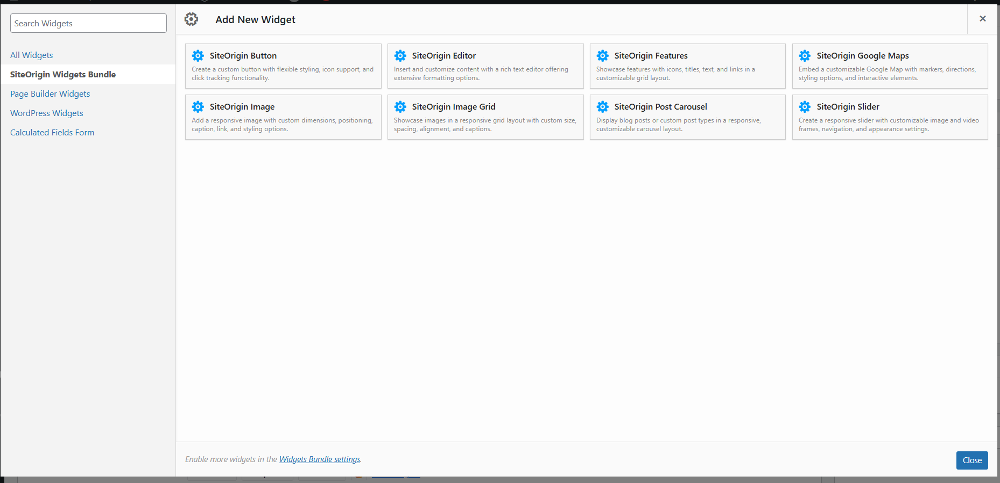 Search Widgets
All Widgets
SiteOrigin Widgets Bundle
Page Builder Widgets
WordPress Widgets
Calculated Fields Form
Add New Widget
SiteOrigin Button
Create a custom button with flexible styling, icon support, and
click tracking functionality.
SiteOrigin Editor
Insert and customize content with a rich text editor offering
extensive formatting options.
SiteOrigin Features
Showcase features with icons, titles, text, and links in a
customizable grid layout.
SiteOrigin Google Maps
Embed a customizable Google Map with markers, directions,
styling options, and interactive elements.
SiteOrigin Image
Add a responsive image with custom dimensions, positioning,
caption, link, and styling options.
SiteOrigin Image Grid
Showcase images in a responsive grid layout with custom size,
spacing, alignment, and captions.
SiteOrigin Post Carousel
Display blog posts or custom post types in a responsive,
customizable carousel layout.
SiteOrigin Slider
Create a responsive slider with customizable image and video
frames, navigation, and appearance settings.
Enable more widgets in the Widgets Bundle settings.
Close